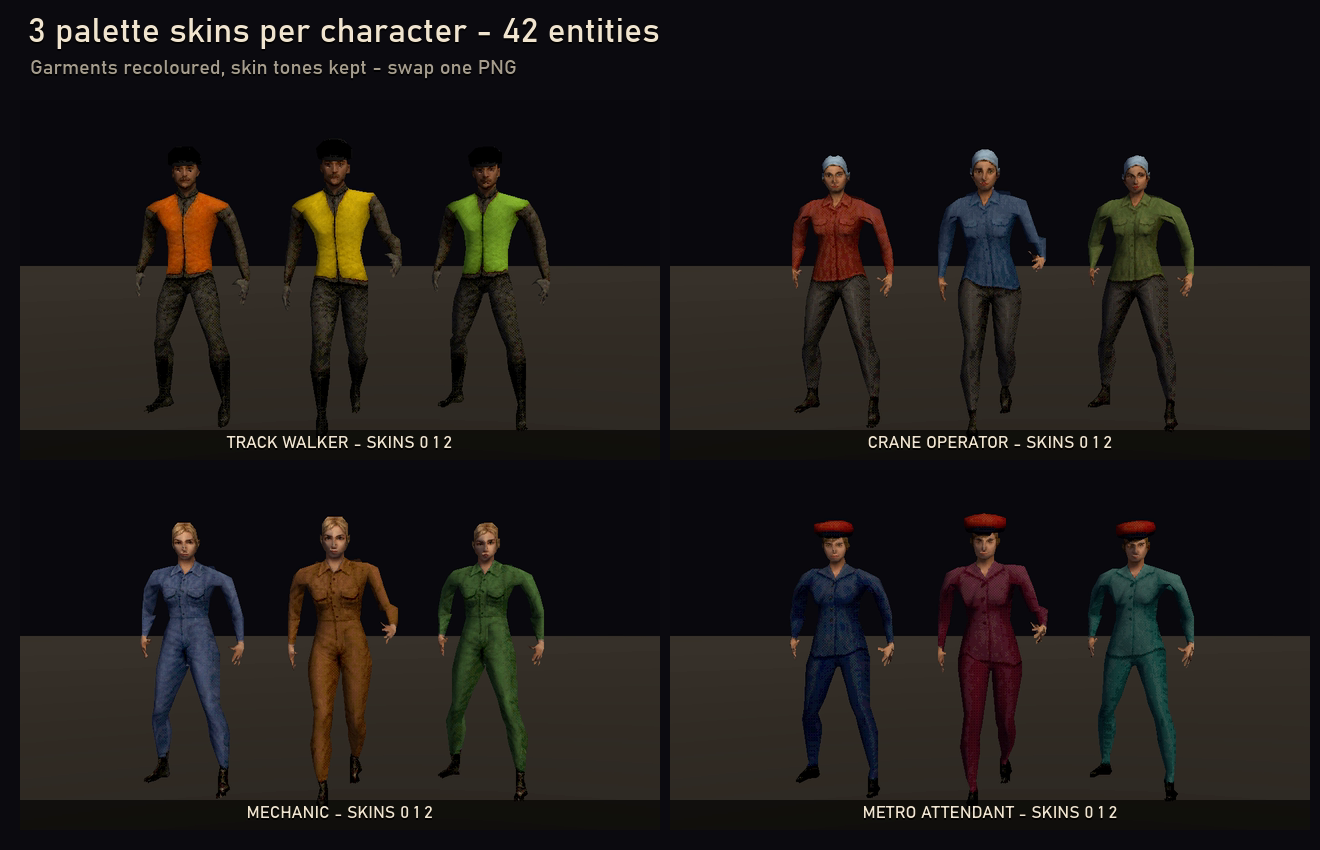 3 palette skins per character - 42 entities
Garments recoloured, skin tones kept - swap one PNG
TRACK WALKER - SKINS 0 1 2
CRANE OPERATOR - SKINS 0 1 2
MECHANIC - SKINS 0 1 2
METRO ATTENDANT - SKINS 0 1 2